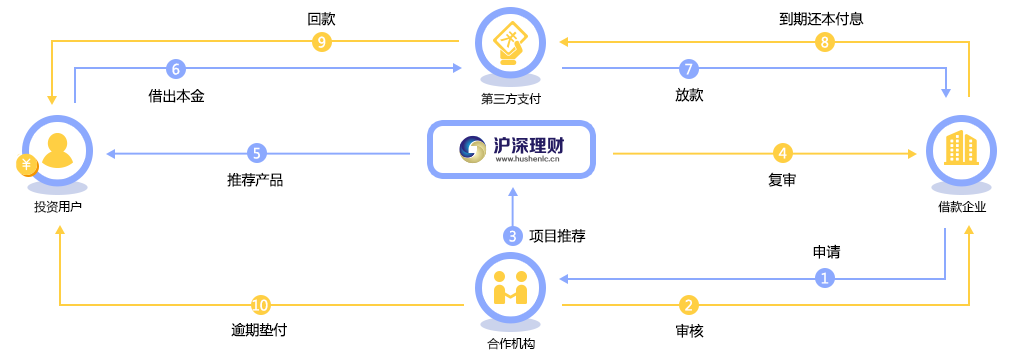 回款
到期还本付息
9
8
6
7
借出本金
第三方支付
放款
¥
沪深理财
www.hushenlc.cn
5
4
推荐产品
复审
投资用户
借款企业
3
项目推荐
申请
1
10
2
逾期垫付
审核
合作机构